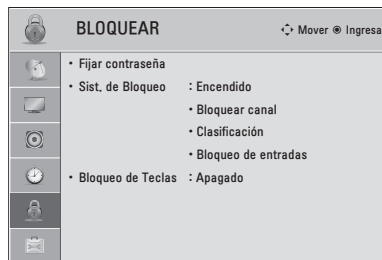 BLOQUEAR
Mover Ingresa
• Fijar contraseña
• Sist. de Bloqueo : Encendido
• Bloquear canal
• Clasificación
• Bloqueo de entradas
• Bloqueo de Teclas : Apagado